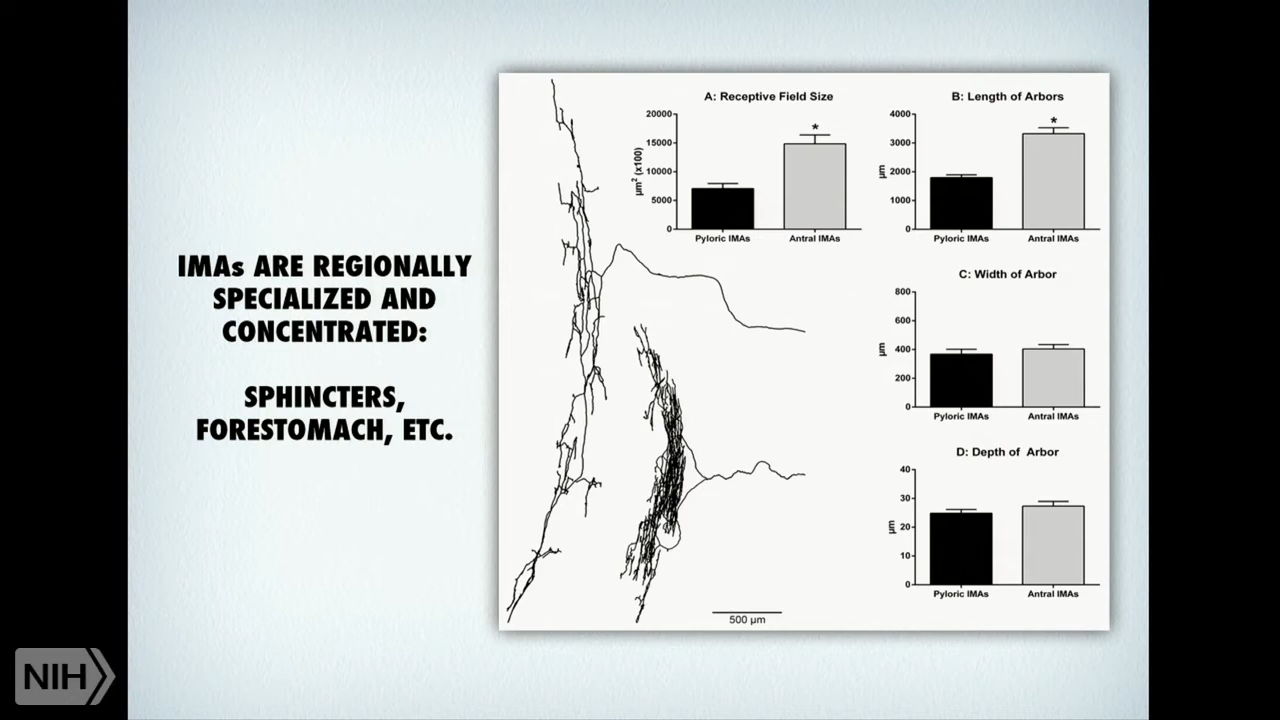 IMAs ARE REGIONALLY
SPECIALIZED AND
CONCENTRATED:
SPHINCTERS,
FORESTOMACH, ETC.
A: Receptive Field Size
20000
15000
10000
5000
0
µm² (x100)
*
Pyloric IMAs
Antral IMAs
B: Length of Arbors
4000
3000
2000
1000
0
µm
*
Pyloric IMAs
Antral IMAs
C: Width of Arbor
800
600
400
200
0
µm
Pyloric IMAs
Antral IMAs
D: Depth of Arbor
40
30
20
10
0
µm
Pyloric IMAs
Antral IMAs
500 µm
NIH